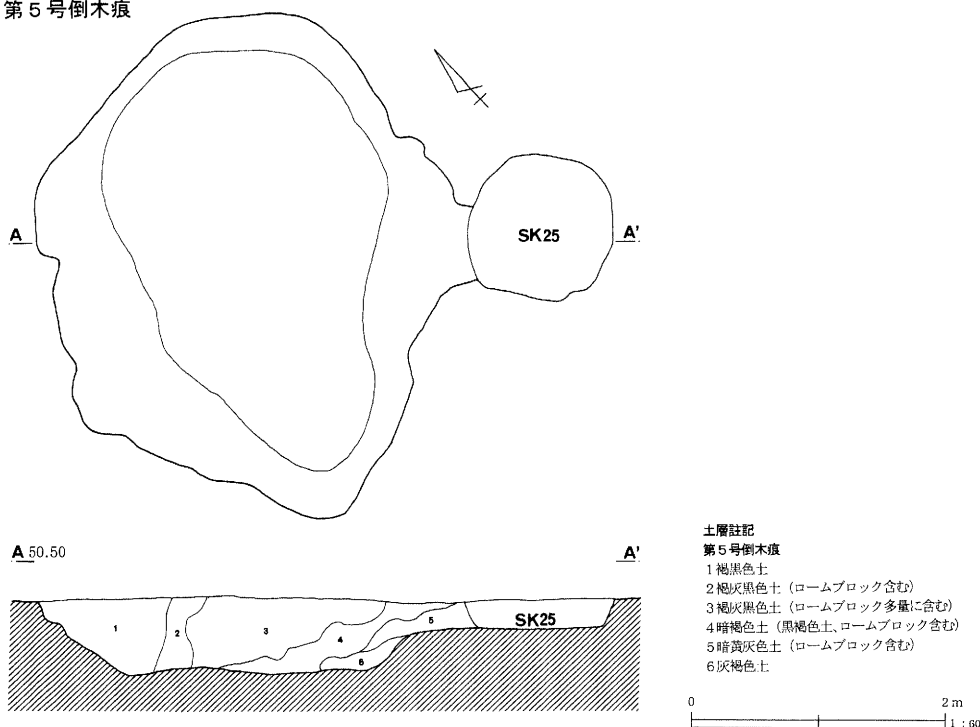 第5号倒木痕
A
SK25
A'
A 50.50
A'
1
2
3
4
5
6
SK25
土層註記
第5号倒木痕
1褐黒色土
2褐灰黒色土（ロームブロック含む）
3褐灰黒色土（ロームブロック多量に含む）
4暗褐色土（黒褐色土、ロームブロック含む）
5暗黄灰色土（ロームブロック含む）
6灰褐色土
0
2m
1:60